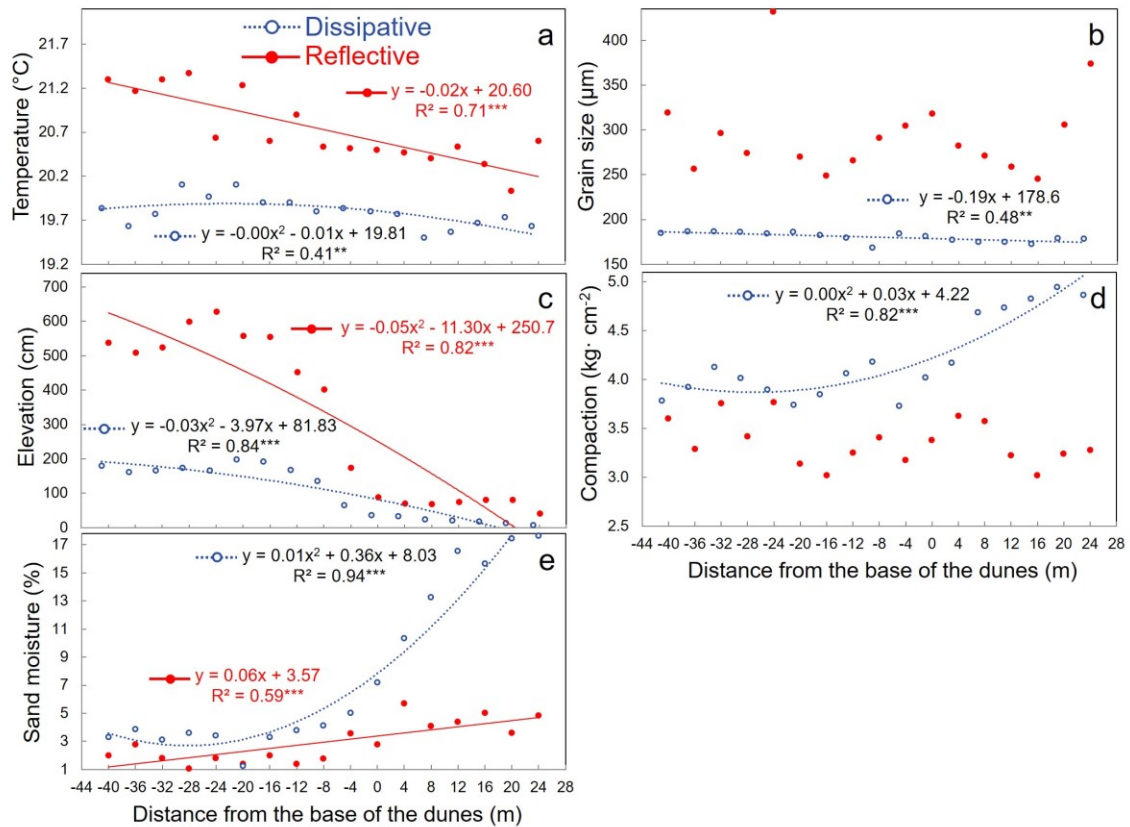 a
Dissipative
Reflective
y = -0.02x + 20.60
R² = 0.71***
y = -0.00x² - 0.01x + 19.81
R² = 0.41**
Temperature (°C)
21.7
21.2
20.7
20.2
19.7
19.2
b
y = -0.19x + 178.6
R² = 0.48**
Grain size (µm)
400
350
300
250
200
150
c
y = -0.05x² - 11.30x + 250.7
R² = 0.82***
y = -0.03x² - 3.97x + 81.83
R² = 0.84***
Elevation (cm)
700
600
500
400
300
200
100
0
d
y = 0.00x² + 0.03x + 4.22
R² = 0.82***
Compaction (kg· cm⁻²)
5.0
4.5
4.0
3.5
3.0
2.5
-44 -36 -28 -20 -12 -4 4 12 20 28
-40 -32 -24 -16 -8 0 8 16 24
Distance from the base of the dunes (m)
e
y = 0.01x² + 0.36x + 8.03
R² = 0.94***
y = 0.06x + 3.57
R² = 0.59***
Sand moisture (%)
17
15
13
11
9
7
5
3
1
-44 -40 -36 -32 -28 -24 -20 -16 -12 -8 -4 0 4 8 12 16 20 24 28
Distance from the base of the dunes (m)